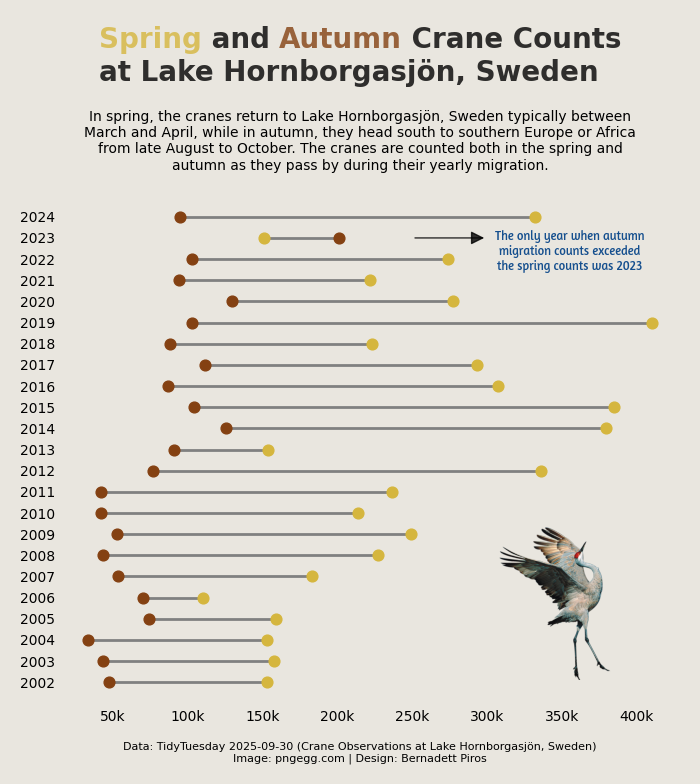 Spring and Autumn Crane Counts
at Lake Hornborgasjön, Sweden
In spring, the cranes return to Lake Hornborgasjön, Sweden typically between
March and April, while in autumn, they head south to southern Europe or Africa
from late August to October. The cranes are counted both in the spring and
autumn as they pass by during their yearly migration.
2024
2023
The only year when autumn
migration counts exceeded
the spring counts was 2023
2022
2021
2020
2019
2018
2017
2016
2015
2014
2013
2012
2011
2010
2009
2008
2007
2006
2005
2004
2003
2002
50k 100k 150k 200k 250k 300k 350k 400k
Data: TidyTuesday 2025-09-30 (Crane Observations at Lake Hornborgasjön, Sweden)
Image: pngegg.com | Design: Bernadett Piros